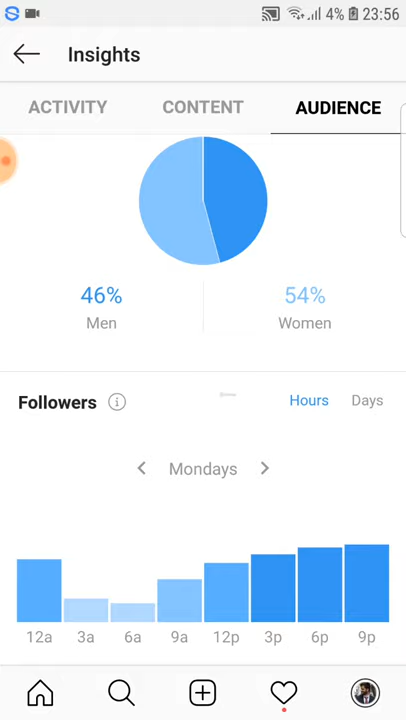 4% 23:56
Insights
ACTIVITY CONTENT AUDIENCE
46% 54%
Men Women
Followers Hours Days
Mondays
12a 3a 6a 9a 12p 3p 6p 9p